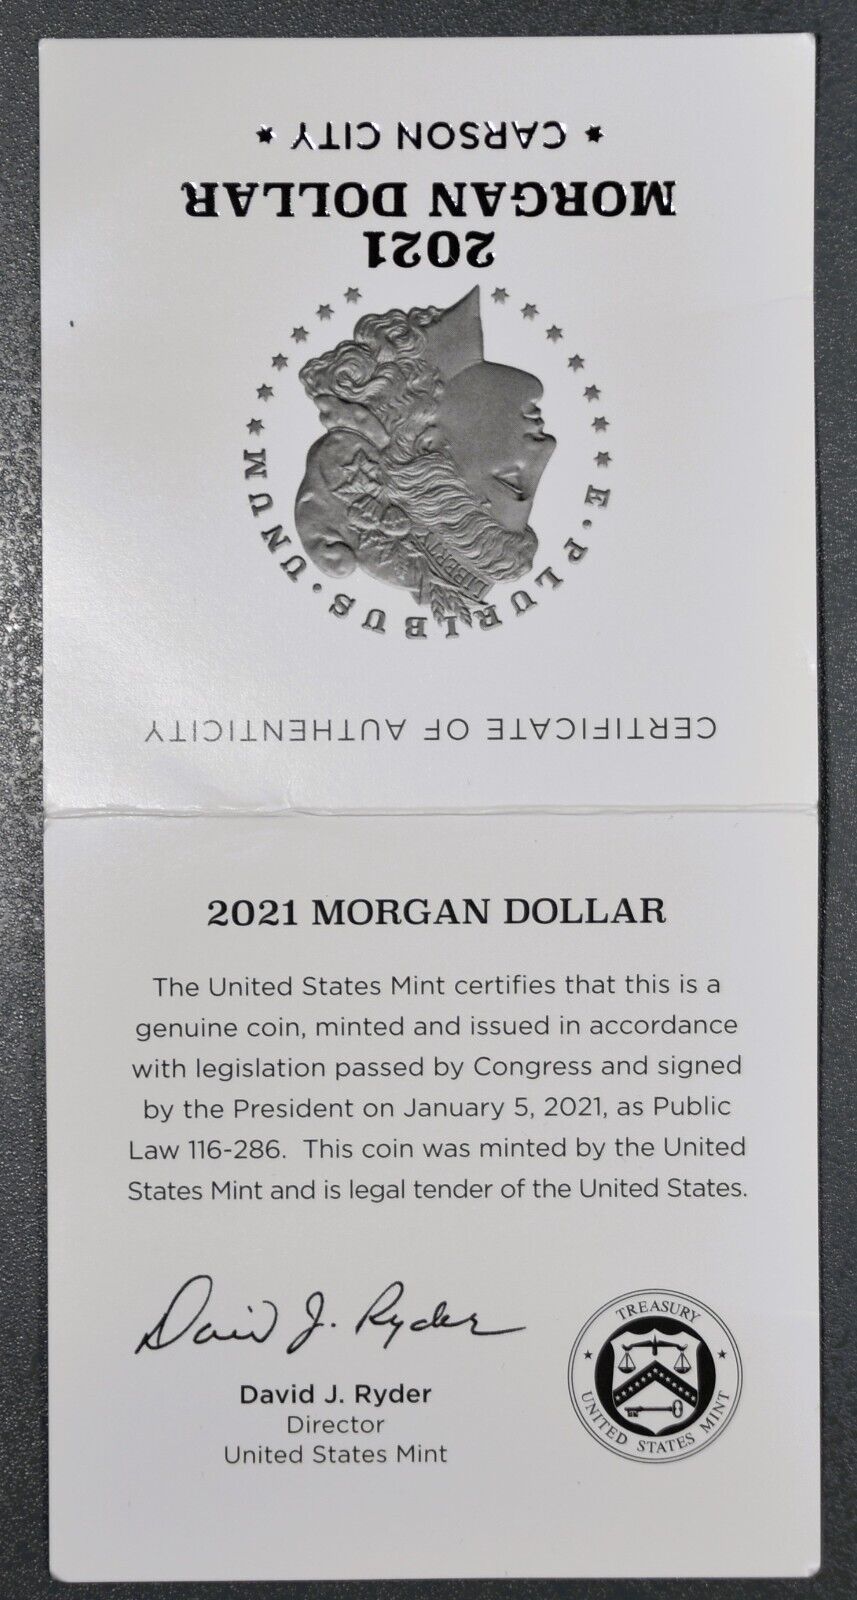 ★ CARSON CITY ★
MORGAN DOLLAR
2021
E·PLURIBUS·UNUM
LIBERTY
CERTIFICATE OF AUTHENTICITY
2021 MORGAN DOLLAR
The United States Mint certifies that this is a
genuine coin, minted and issued in accordance
with legislation passed by Congress and signed
by the President on January 5, 2021, as Public
Law 116-286. This coin was minted by the United
States Mint and is legal tender of the United States.
David J. Ryder
David J. Ryder
Director
United States Mint
TREASURY
UNITED STATES MINT